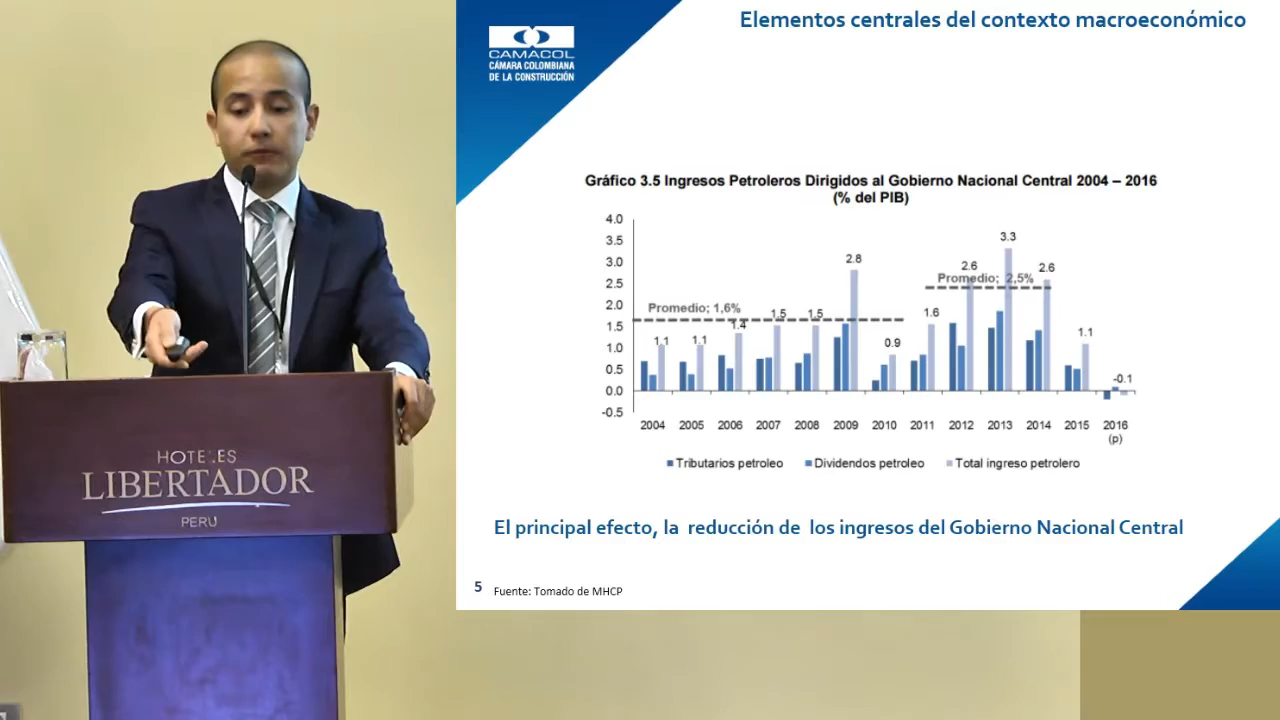 Elementos centrales del contexto macroeconómico
CAMACOL
CÁMARA COLOMBIANA
DE LA CONSTRUCCIÓN
Gráfico 3.5 Ingresos Petroleros Dirigidos al Gobierno Nacional Central 2004 – 2016
(% del PIB)
4.0
3.5
3.0
2.5
2.0
1.5
1.0
0.5
0.0
-0.5
Promedio; 1,6%
Promedio; 2,5%
1.1
1.1
1.4
1.5
1.5
2.8
0.9
1.6
2.6
3.3
2.6
1.1
-0.1
2004 2005 2006 2007 2008 2009 2010 2011 2012 2013 2014 2015 2016
(p)
Tributarios petroleo Dividendos petroleo Total ingreso petrolero
El principal efecto, la reducción de los ingresos del Gobierno Nacional Central
5 Fuente: Tomado de MHCP
HOTELES
LIBERTADOR
PERU